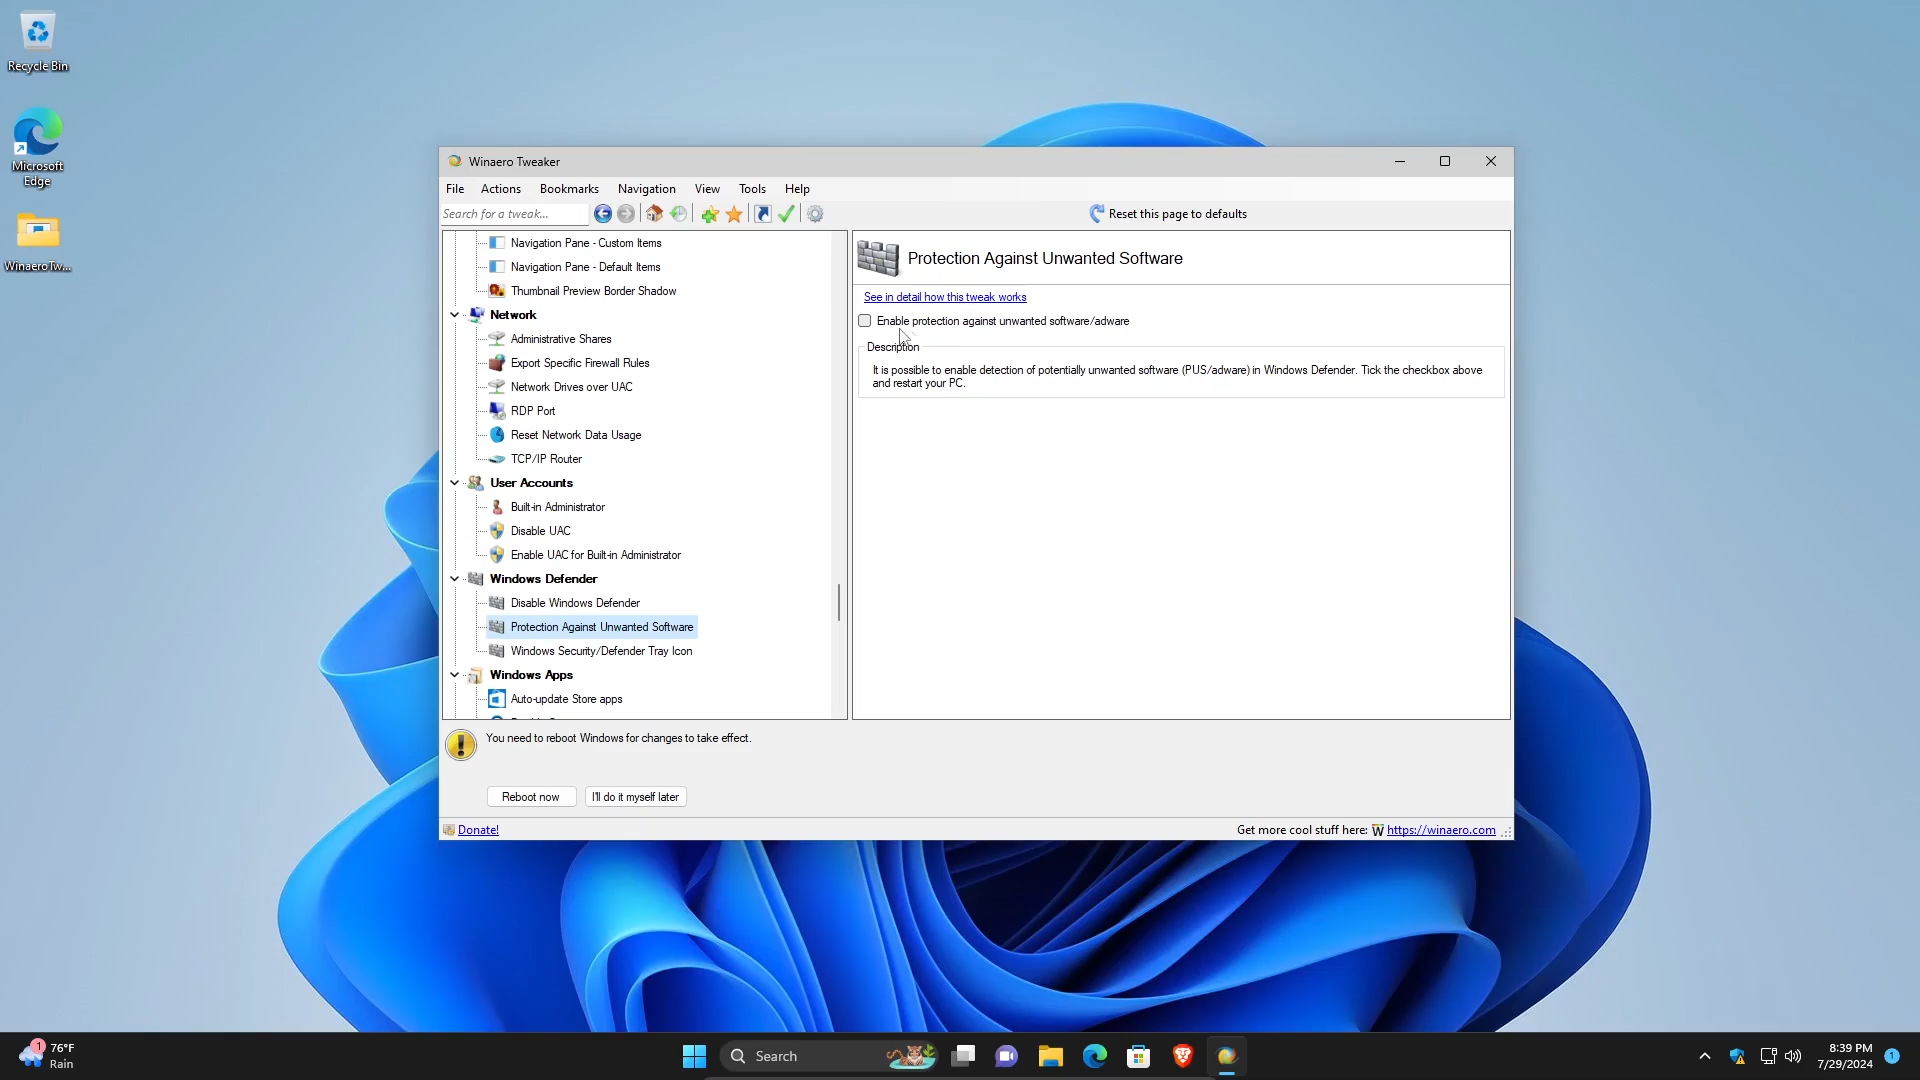 Recycle Bin
Microsoft
Edge
WinaeroTw...
Winaero Tweaker
File Actions Bookmarks Navigation View Tools Help
Search for a tweak...
Reset this page to defaults
Navigation Pane - Custom Items
Navigation Pane - Default Items
Thumbnail Preview Border Shadow
Network
Administrative Shares
Export Specific Firewall Rules
Network Drives over UAC
RDP Port
Reset Network Data Usage
TCP/IP Router
User Accounts
Built-in Administrator
Disable UAC
Enable UAC for Built-in Administrator
Windows Defender
Disable Windows Defender
Protection Against Unwanted Software
Windows Security/Defender Tray Icon
Windows Apps
Auto-update Store apps
Protection Against Unwanted Software
See in detail how this tweak works
Enable protection against unwanted software/adware
Description
It is possible to enable detection of potentially unwanted software (PUS/adware) in Windows Defender. Tick the checkbox above
and restart your PC.
You need to reboot Windows for changes to take effect.
Reboot now
I'll do it myself later
Donate!
Get more cool stuff here: W https://winaero.com
1
76°F
Rain
Search
8:39 PM
7/29/2024
1